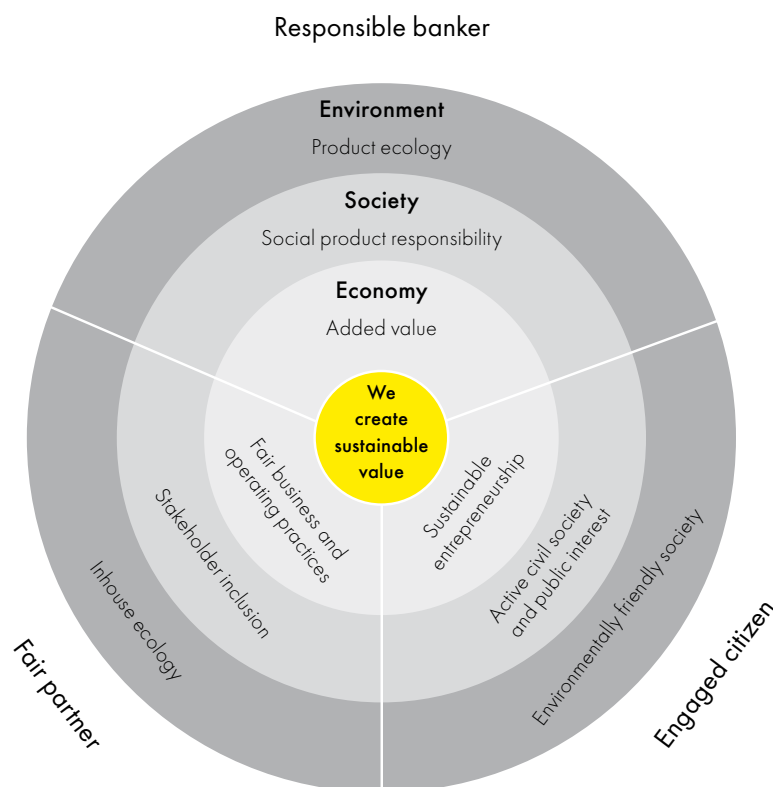 Responsible banker
Environment
Product ecology
Society
Social product responsibility
Economy
Added value
We
create
sustainable
value
Fair business and
operating practices
Stakeholder inclusion
Inhouse ecology
Fair partner
Sustainable
entrepreneurship
Active civil society
and public interest
Environmentally friendly society
Engaged citizen